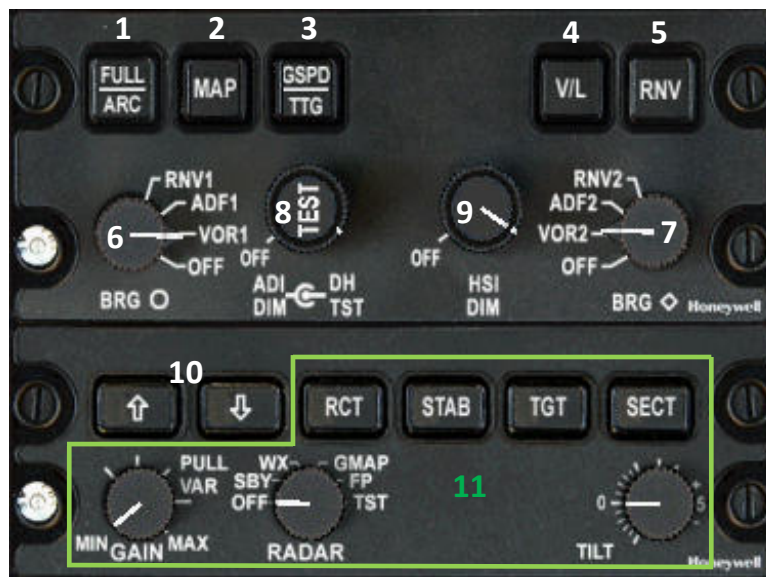 1 2 3 4 5
FULL
ARC
MAP
GSPD
TTG
V/L
RNV
6
RNV1
ADF1
VOR1
OFF
BRG
8
TEST
OFF
ADI
DIM
DH
TST
9
OFF
HSI
DIM
7
RNV2
ADF2
VOR2
OFF
BRG
Honeywell
10
RCT
STAB
TGT
SECT
PULL
VAR
MIN
GAIN
MAX
WX
SBY
OFF
GMAP
FP
TST
RADAR
11
0
5
TILT
Honeywell